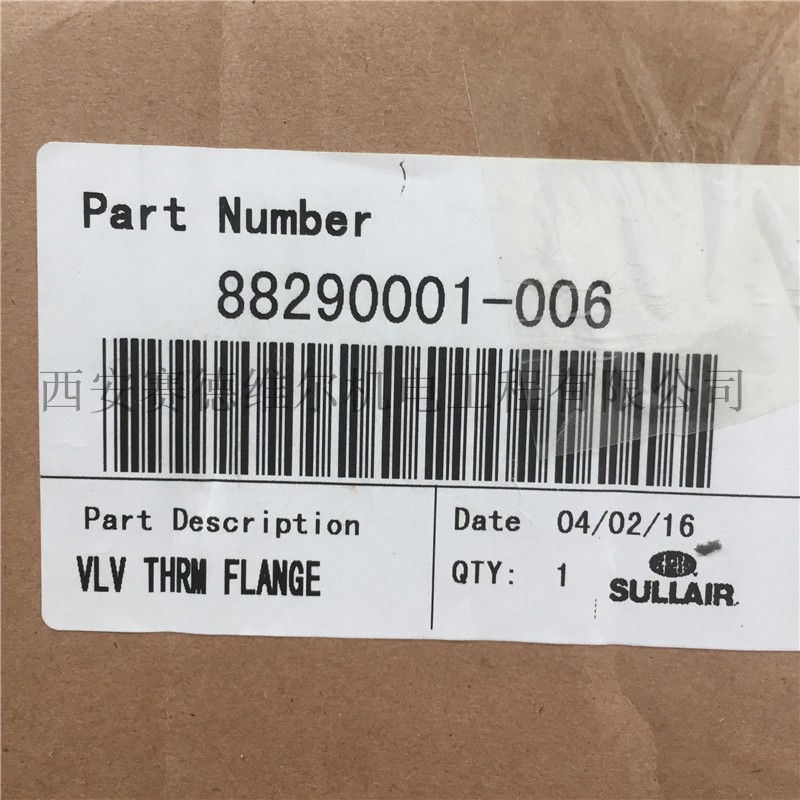 Part Number
88290001-006
西安赛德维尔机电工程有限公司
Part Description
VLV THRM FLANGE
Date 04/02/16
QTY: 1
SULLAIR